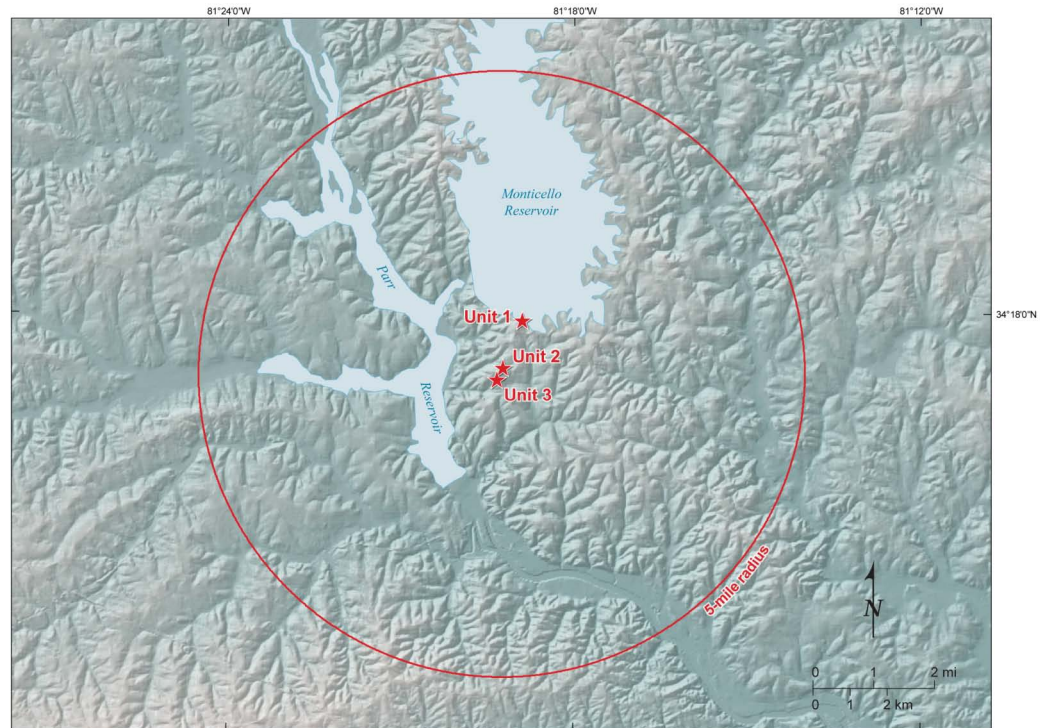 81°24'0"W
81°18'0"W
81°12'0"W
Monticello
Reservoir
Parr
Unit 1
34°18'0"N
Unit 2
Unit 3
Reservoir
5-mile radius
N
0 1 2 mi
0 1 2 km